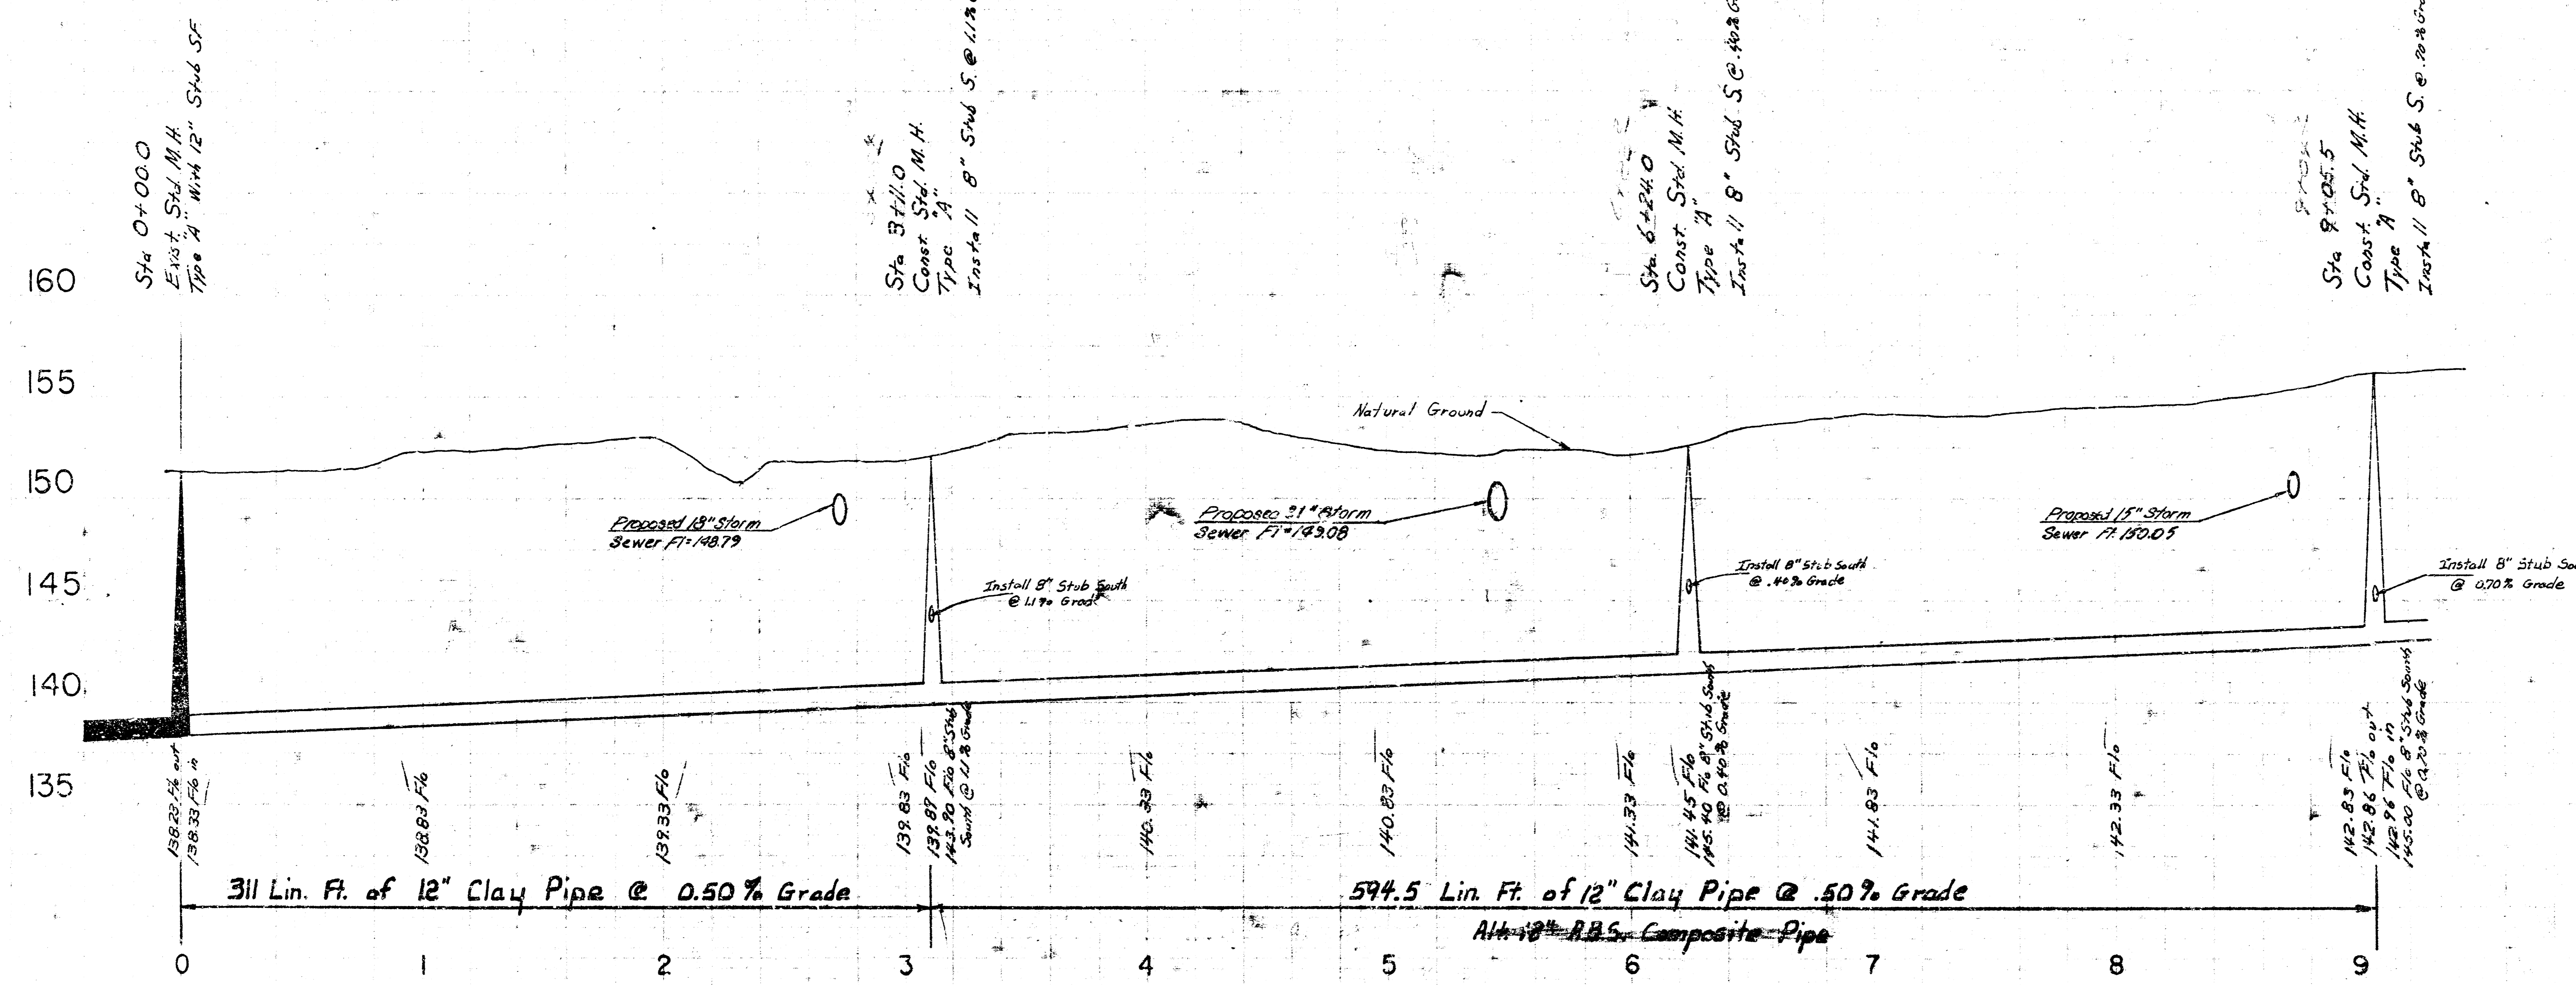 Sta 0+00.0
Exist. Std. M.H.
Type "A" With 12" Stub SF
Sta 3+11.0
Const. Std. M.H.
Type "A"
Install 8" Stub S. @ 1.1%
Sta. 6+24.0
Const. Std. M.H.
Type "A"
Install 8" Stub S. @ .40%
Sta 9+05.5
Const. Std. M.H.
Type "A"
Install 8" Stub S. @ .70% Gra
160
155
150
145
140
135
Natural Ground
Proposed 18" Storm
Sewer Fl=148.79
Proposed 21" Storm
Sewer Fl=149.08
Proposed 15" Storm
Sewer Fl. 150.05
Install 8" Stub South
@ 1.1% Grade
Install 8" Stub South
@ .40% Grade
Install 8" Stub So
@ 0.70% Grade
138.23 Flo out
138.33 Flo in
138.83 Flo
139.33 Flo
139.83 Flo
139.89 Flo
143.90 Flo 8" Stub
South @ 1.1% Grade
140.33 Flo
140.83 Flo
141.33 Flo
141.45 Flo
145.40 Flo 8" Stub South
@ 0.40% Grade
141.83 Flo
142.33 Flo
142.83 Flo
142.86 Flo out
142.96 Flo in
145.00 Flo 8" Stub South
@ 0.70% Grade
311 Lin. Ft. of 12" Clay Pipe @ 0.50% Grade
594.5 Lin. Ft. of 12" Clay Pipe @ .50% Grade
Alt. A.B.S. Composite Pipe
0 1 2 3 4 5 6 7 8 9